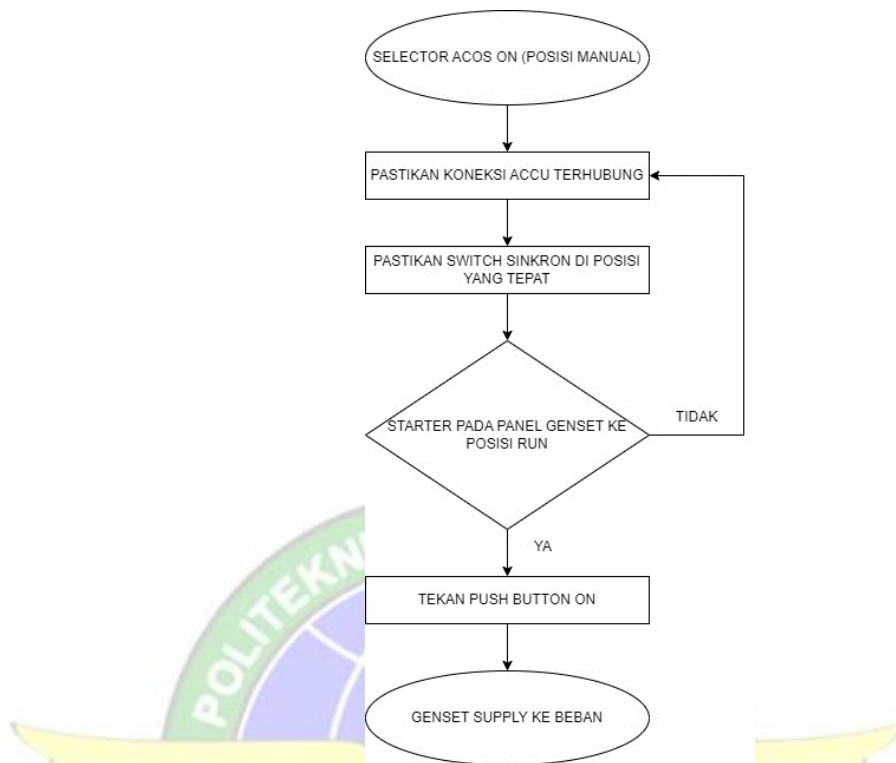 SELECTOR ACOS ON (POSISI MANUAL)
PASTIKAN KONEKSI ACCU TERHUBUNG
PASTIKAN SWITCH SINKRON DI POSISI
YANG TEPAT
STARTER PADA PANEL GENSET KE
POSISI RUN
TIDAK
YA
TEKAN PUSH BUTTON ON
GENSET SUPPLY KE BEBAN